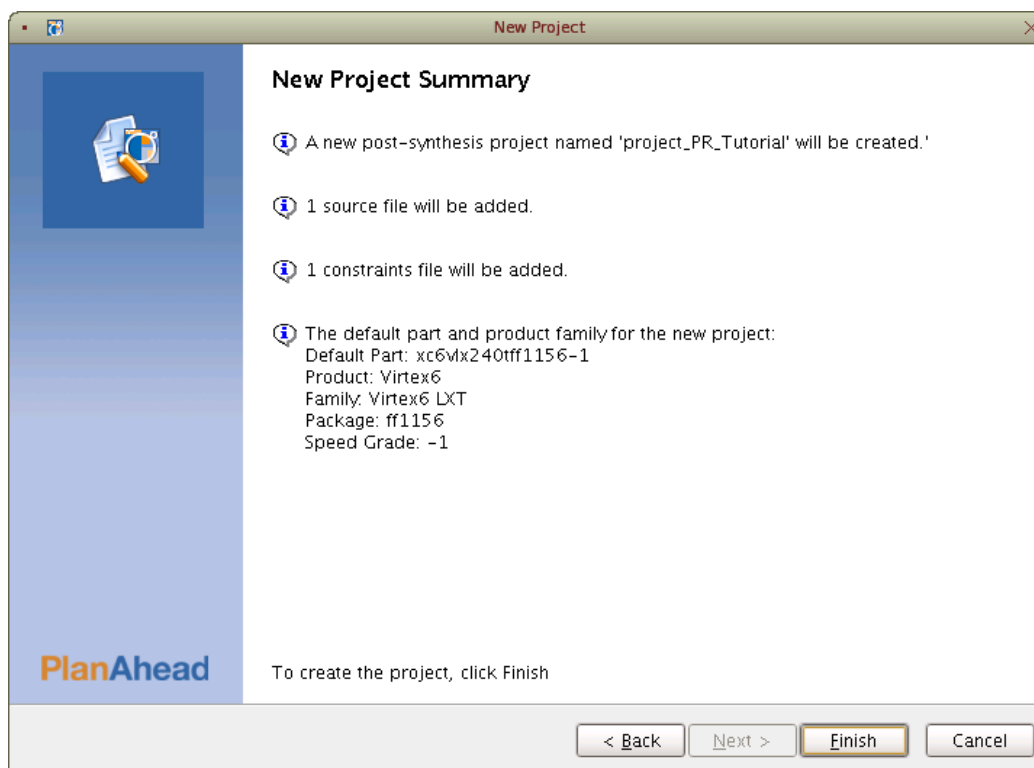 New Project
New Project Summary
A new post-synthesis project named 'project_PR_Tutorial' will be created.'
1 source file will be added.
1 constraints file will be added.
The default part and product family for the new project:
Default Part: xc6vlx240tff1156-1
Product: Virtex6
Family: Virtex6 LXT
Package: ff1156
Speed Grade: -1
PlanAhead
To create the project, click Finish
< Back
Next >
Finish
Cancel